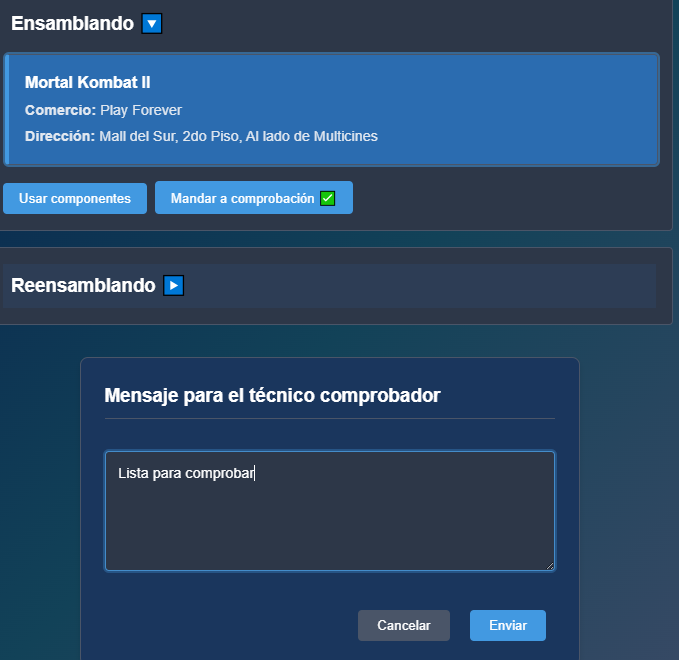 Ensamblando
Mortal Kombat II
Comercio: Play Forever
Dirección: Mall del Sur, 2do Piso, Al lado de Multicines
Usar componentes
Mandar a comprobación ✅
Reensamblando
Mensaje para el técnico comprobador
Lista para comprobar
Cancelar
Enviar